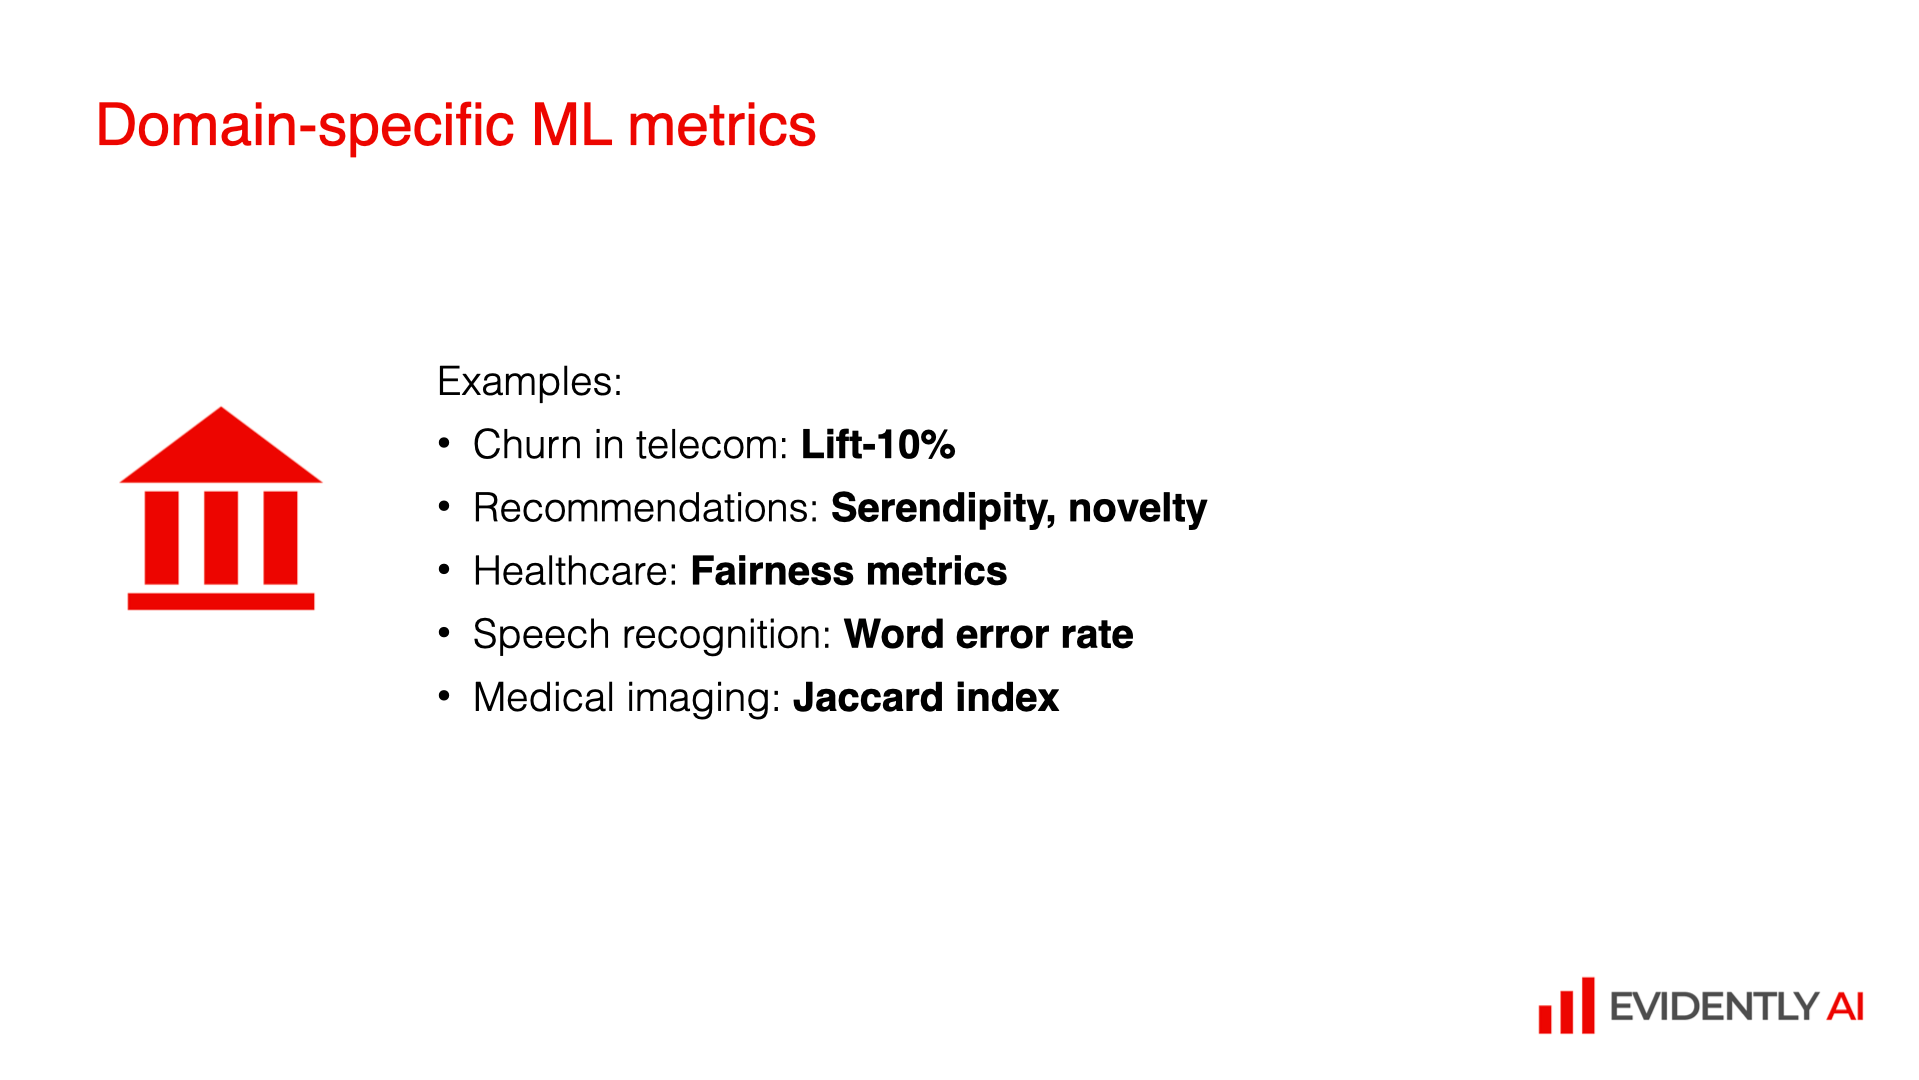 Domain-specific ML metrics
Examples:
• Churn in telecom: Lift-10%
• Recommendations: Serendipity, novelty
• Healthcare: Fairness metrics
• Speech recognition: Word error rate
• Medical imaging: Jaccard index
EVIDENTLY AI